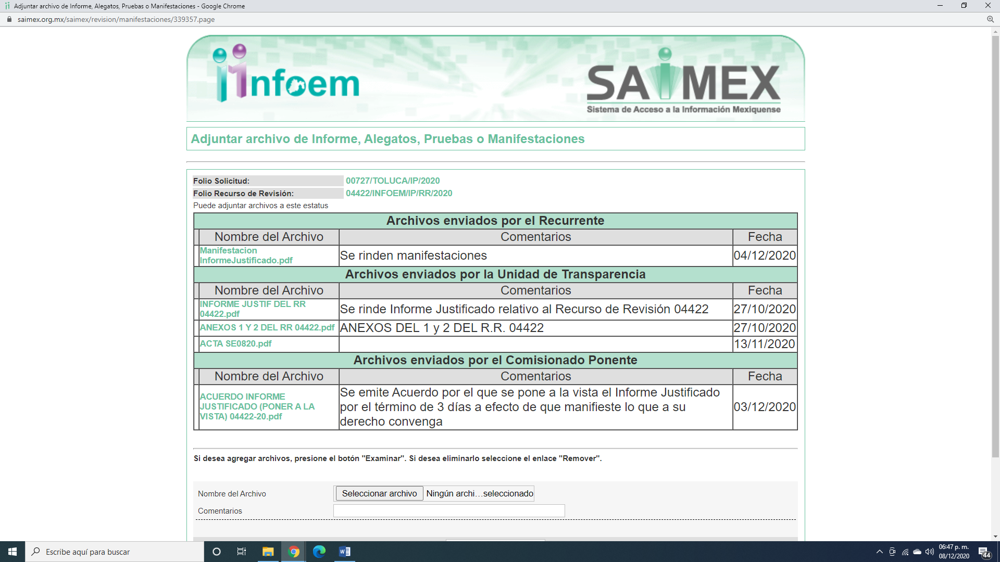 Adjuntar archivo de Informe, Alegatos, Pruebas o Manifestaciones - Google Chrome
saimex.org.mx/saimex/revision/manifestaciones/339357.page
infoem
SAIMEX
Sistema de Acceso a la Información Mexiquense
Adjuntar archivo de Informe, Alegatos, Pruebas o Manifestaciones
Folio Solicitud: 00727/TOLUCA/IP/2020
Folio Recurso de Revisión: 04422/INFOEM/IP/RR/2020
Puede adjuntar archivos a este estatus
Archivos enviados por el Recurrente
Nombre del Archivo Comentarios Fecha
Manifestacion
InformeJustificado.pdf
Se rinden manifestaciones 04/12/2020
Archivos enviados por la Unidad de Transparencia
Nombre del Archivo Comentarios Fecha
INFORME JUSTIF DEL RR
04422.pdf
Se rinde Informe Justificado relativo al Recurso de Revisión 04422 27/10/2020
ANEXOS 1 Y 2 DEL RR 04422.pdf ANEXOS DEL 1 y 2 DEL R.R. 04422 27/10/2020
ACTA SE0820.pdf 13/11/2020
Archivos enviados por el Comisionado Ponente
Nombre del Archivo Comentarios Fecha
ACUERDO INFORME
JUSTIFICADO (PONER A LA
VISTA) 04422-20.pdf
Se emite Acuerdo por el que se pone a la vista el Informe Justificado
por el término de 3 días a efecto de que manifieste lo que a su
derecho convenga
03/12/2020
Si desea agregar archivos, presione el botón "Examinar". Si desea eliminarlo seleccione el enlace "Remover".
Nombre del Archivo Seleccionar archivo Ningún archi...seleccionado
Comentarios
Escribe aquí para buscar
06:47 p. m.
08/12/2020
44